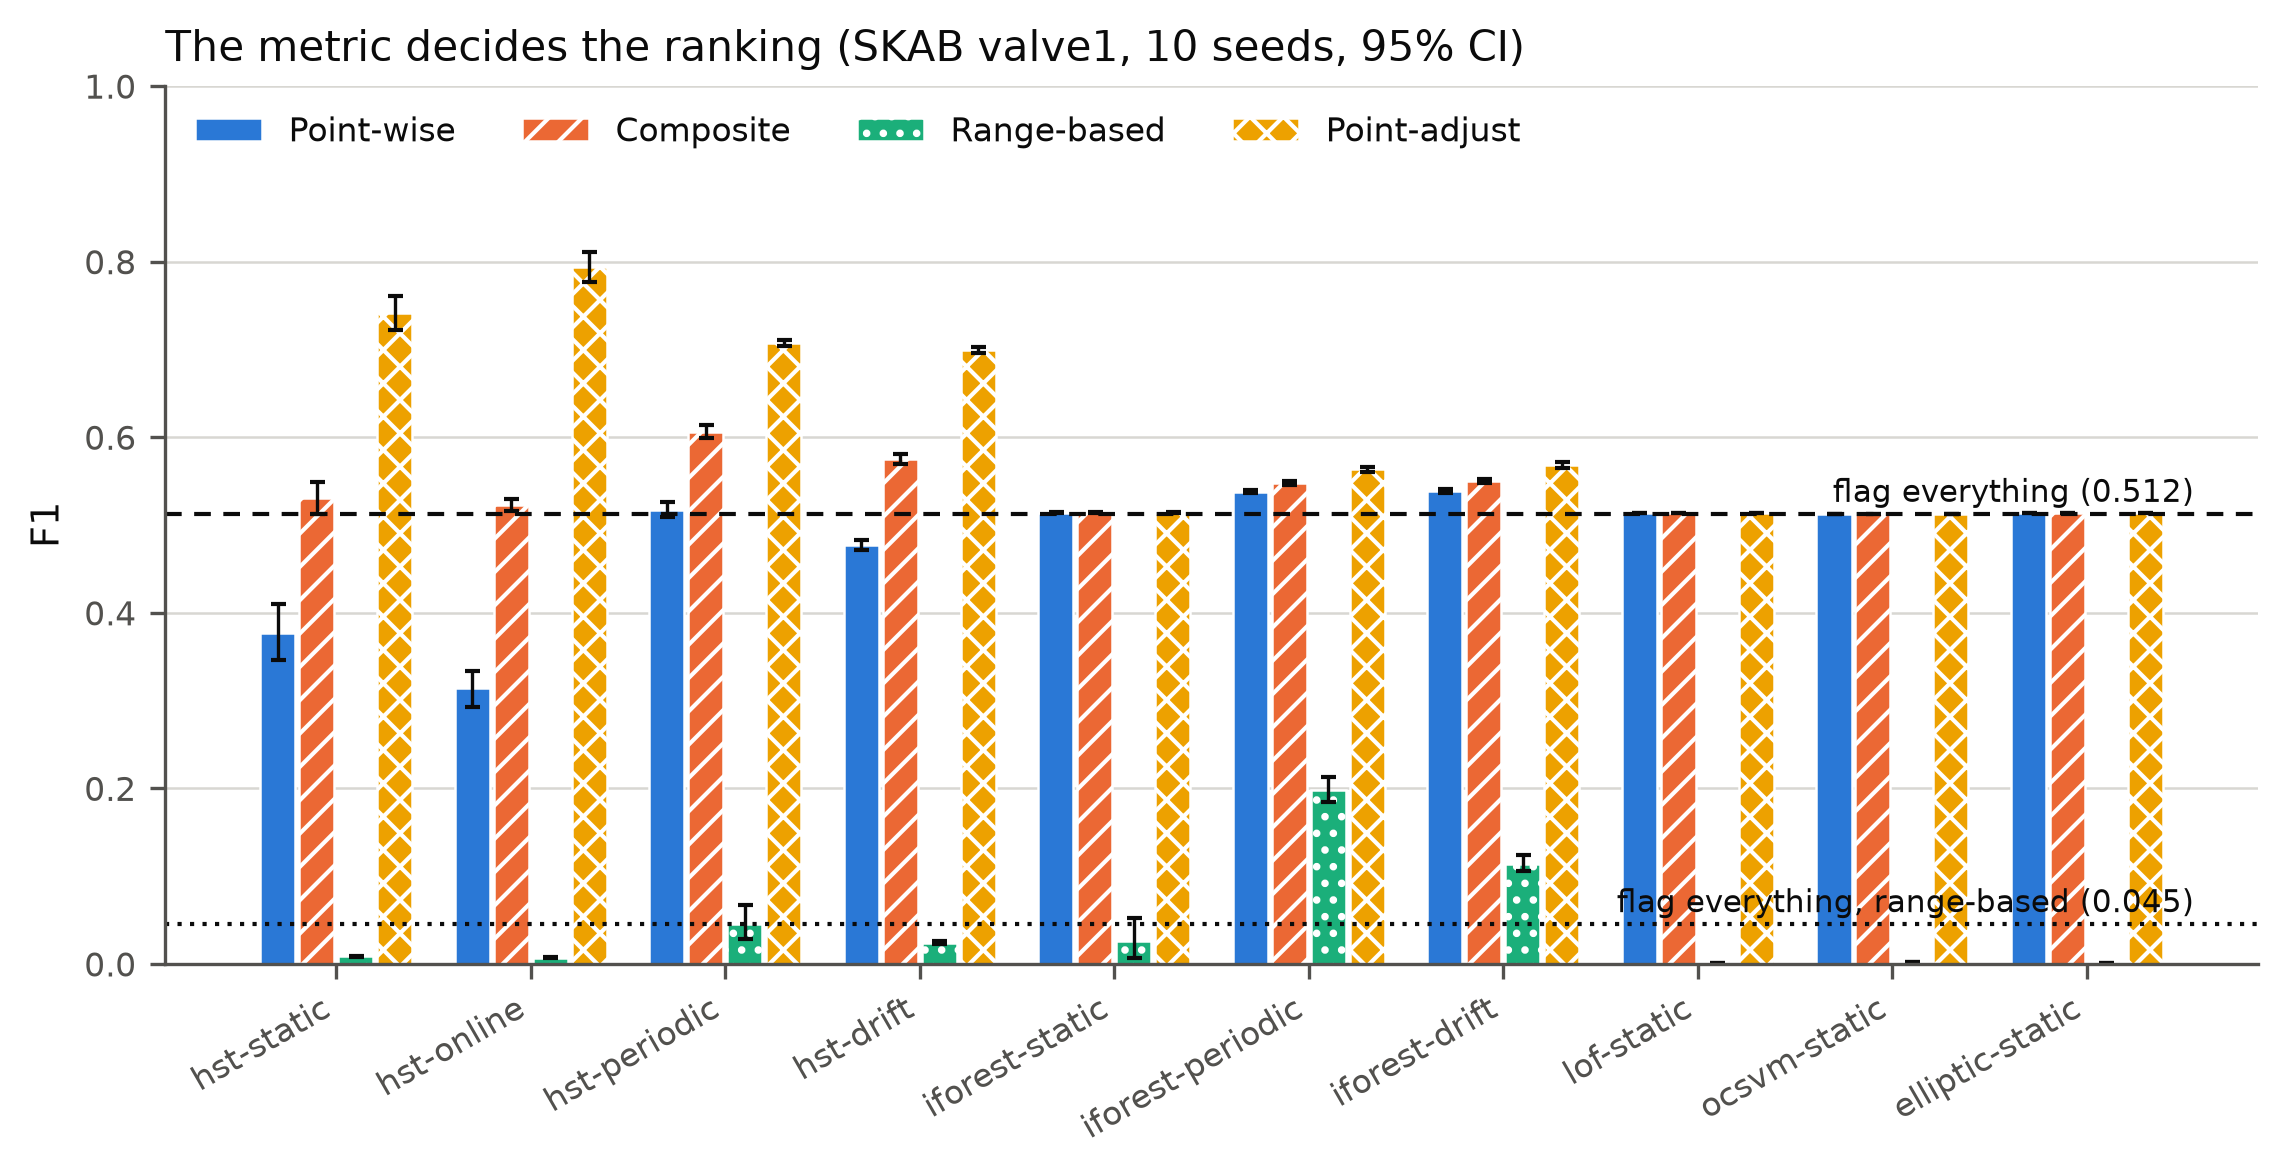 The metric decides the ranking (SKAB valve1, 10 seeds, 95% CI)
1.0
Point-wise Composite Range-based Point-adjust
0.8
0.6
flag everything (0.512)
F1
0.4
0.2
flag everything, range-based (0.045)
0.0
hst-static hst-online hst-periodic hst-drift iforest-static iforest-periodic iforest-drift lof-static ocsvm-static elliptic-static